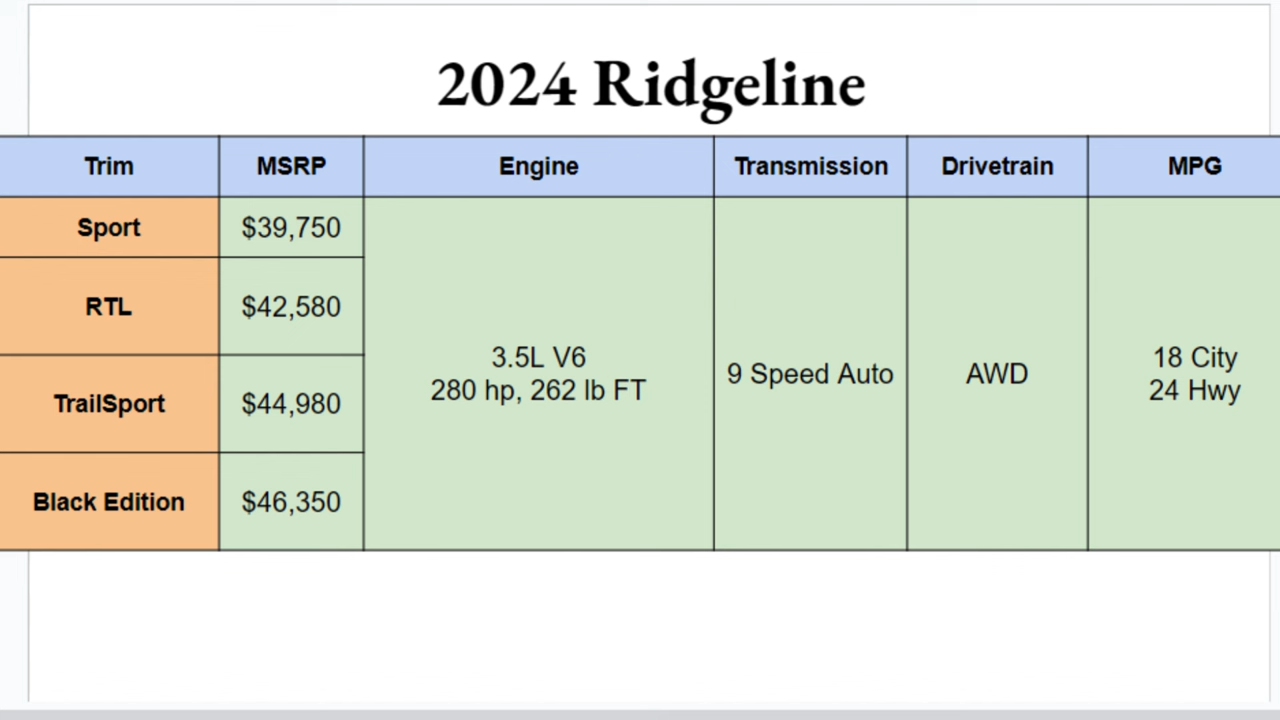 2024 Ridgeline
Trim MSRP Engine Transmission Drivetrain MPG
Sport $39,750
RTL $42,580
3.5L V6
280 hp, 262 lb FT
9 Speed Auto
AWD
18 City
24 Hwy
TrailSport $44,980
Black Edition $46,350